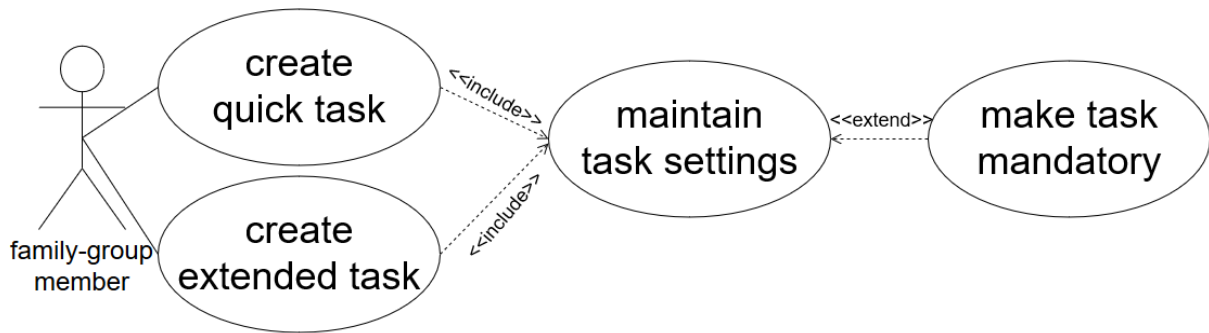 create
quick task
<<include>>
maintain
task settings
<<extend>>
make task
mandatory
family-group
member
create
extended task
<<include>>